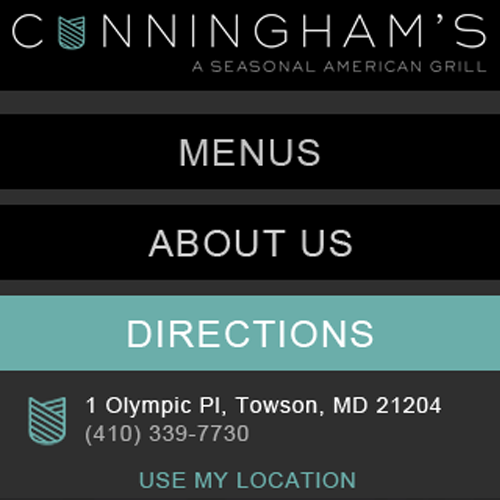 CUNNINGHAM'S
A SEASONAL AMERICAN GRILL
MENUS
ABOUT US
DIRECTIONS
1 Olympic Pl, Towson, MD 21204
(410) 339-7730
USE MY LOCATION